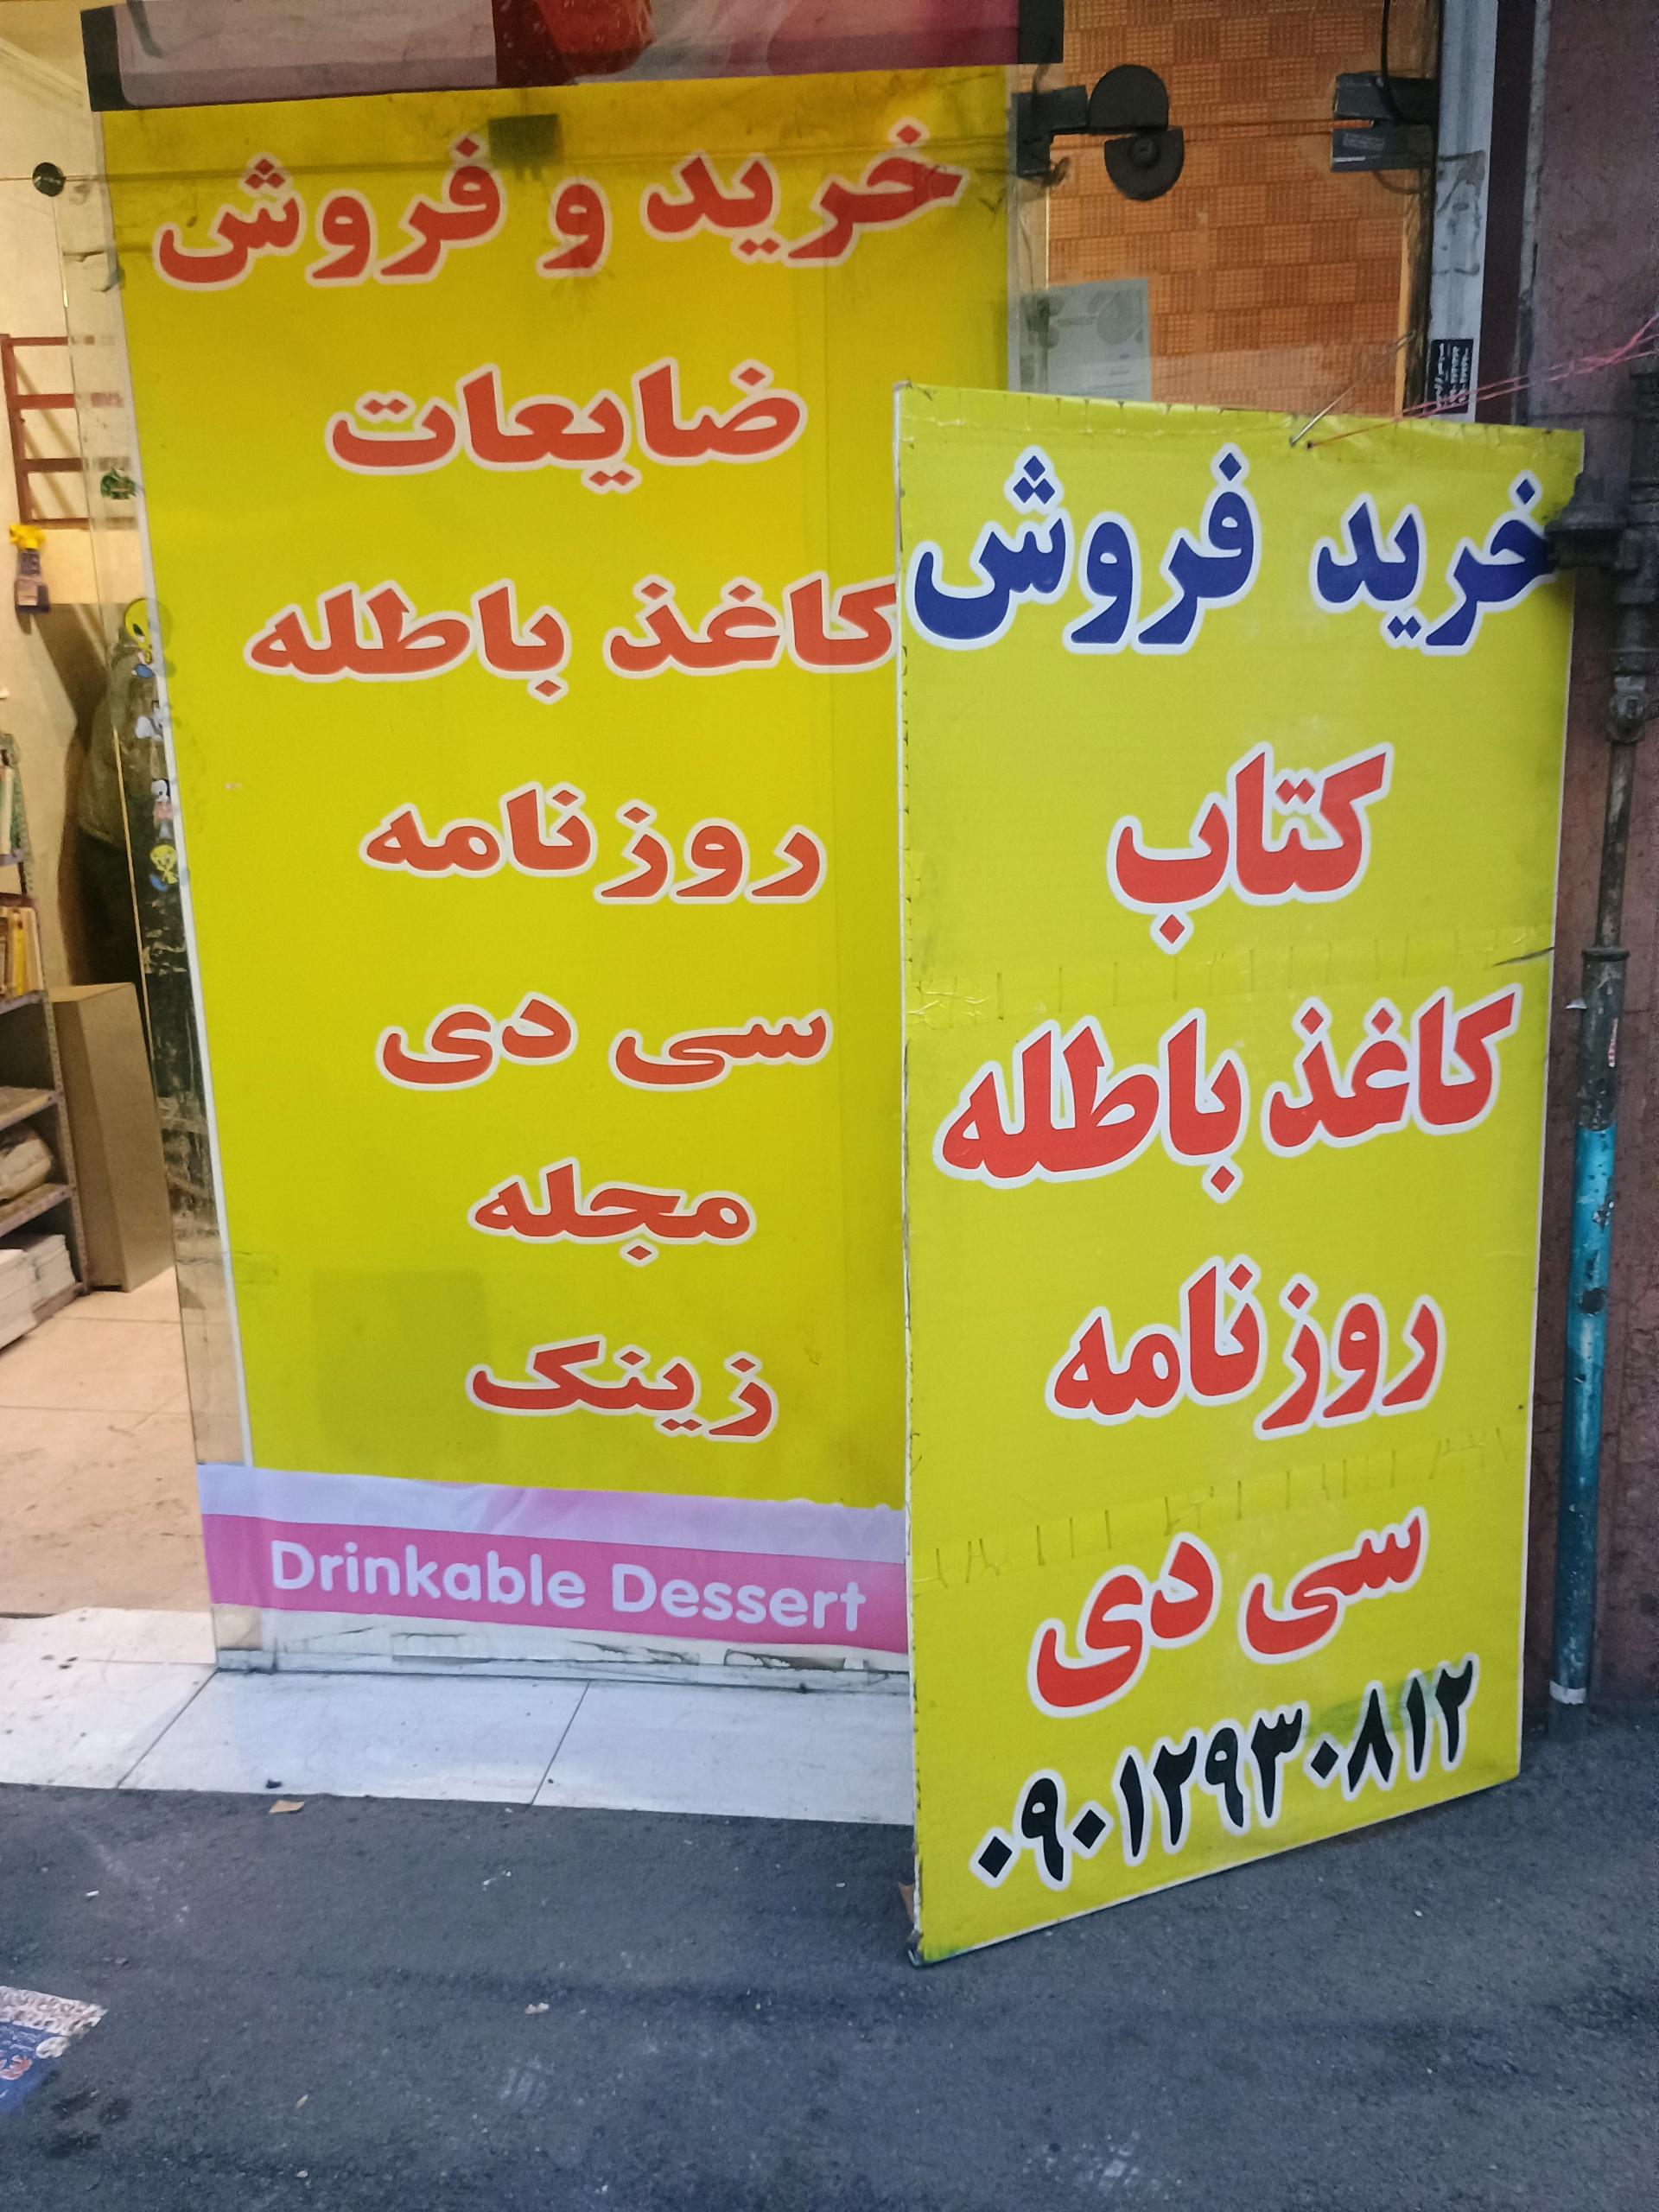 خرید و فروش
ضایعات
کاغذ باطله
روزنامه
سی دی
مجله
زینک
Drinkable Dessert
خرید فروش
کتاب
کاغذ باطله
روزنامه
سی دی
۰۹۰۱۲۹۳۰۸۱۲